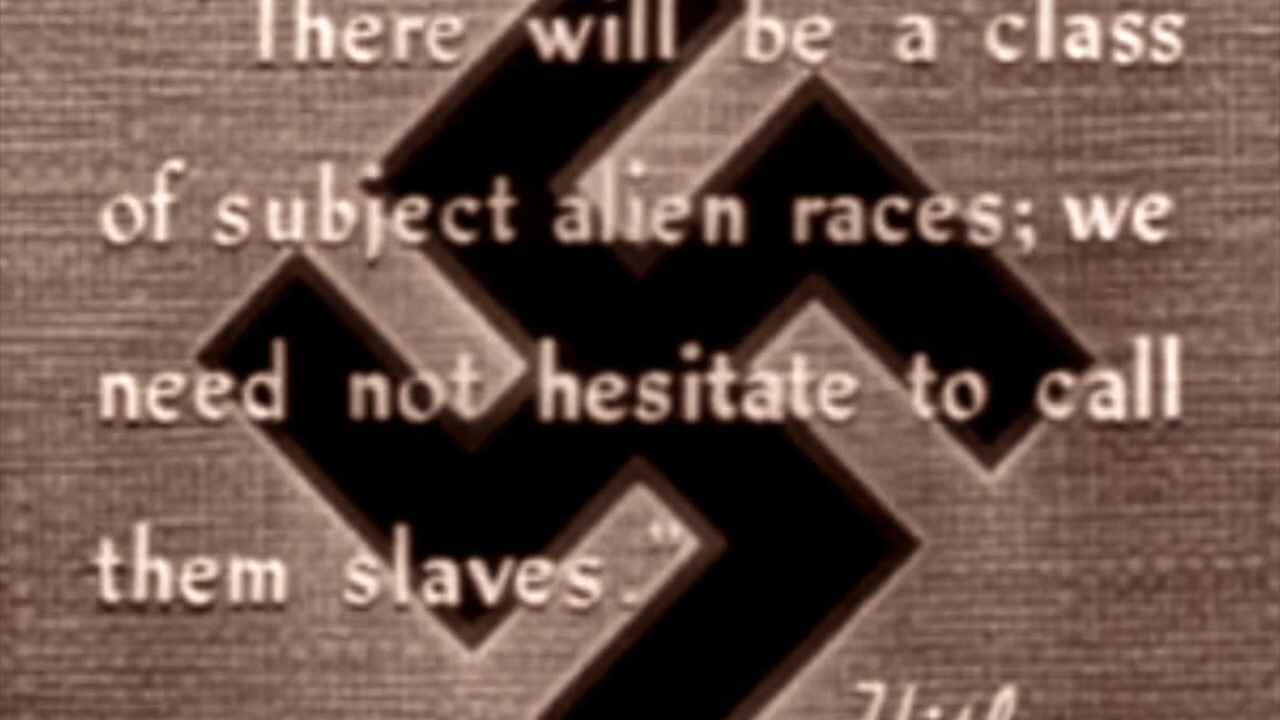 There will be a class
of subject alien races; we
need not hesitate to call
them slaves."